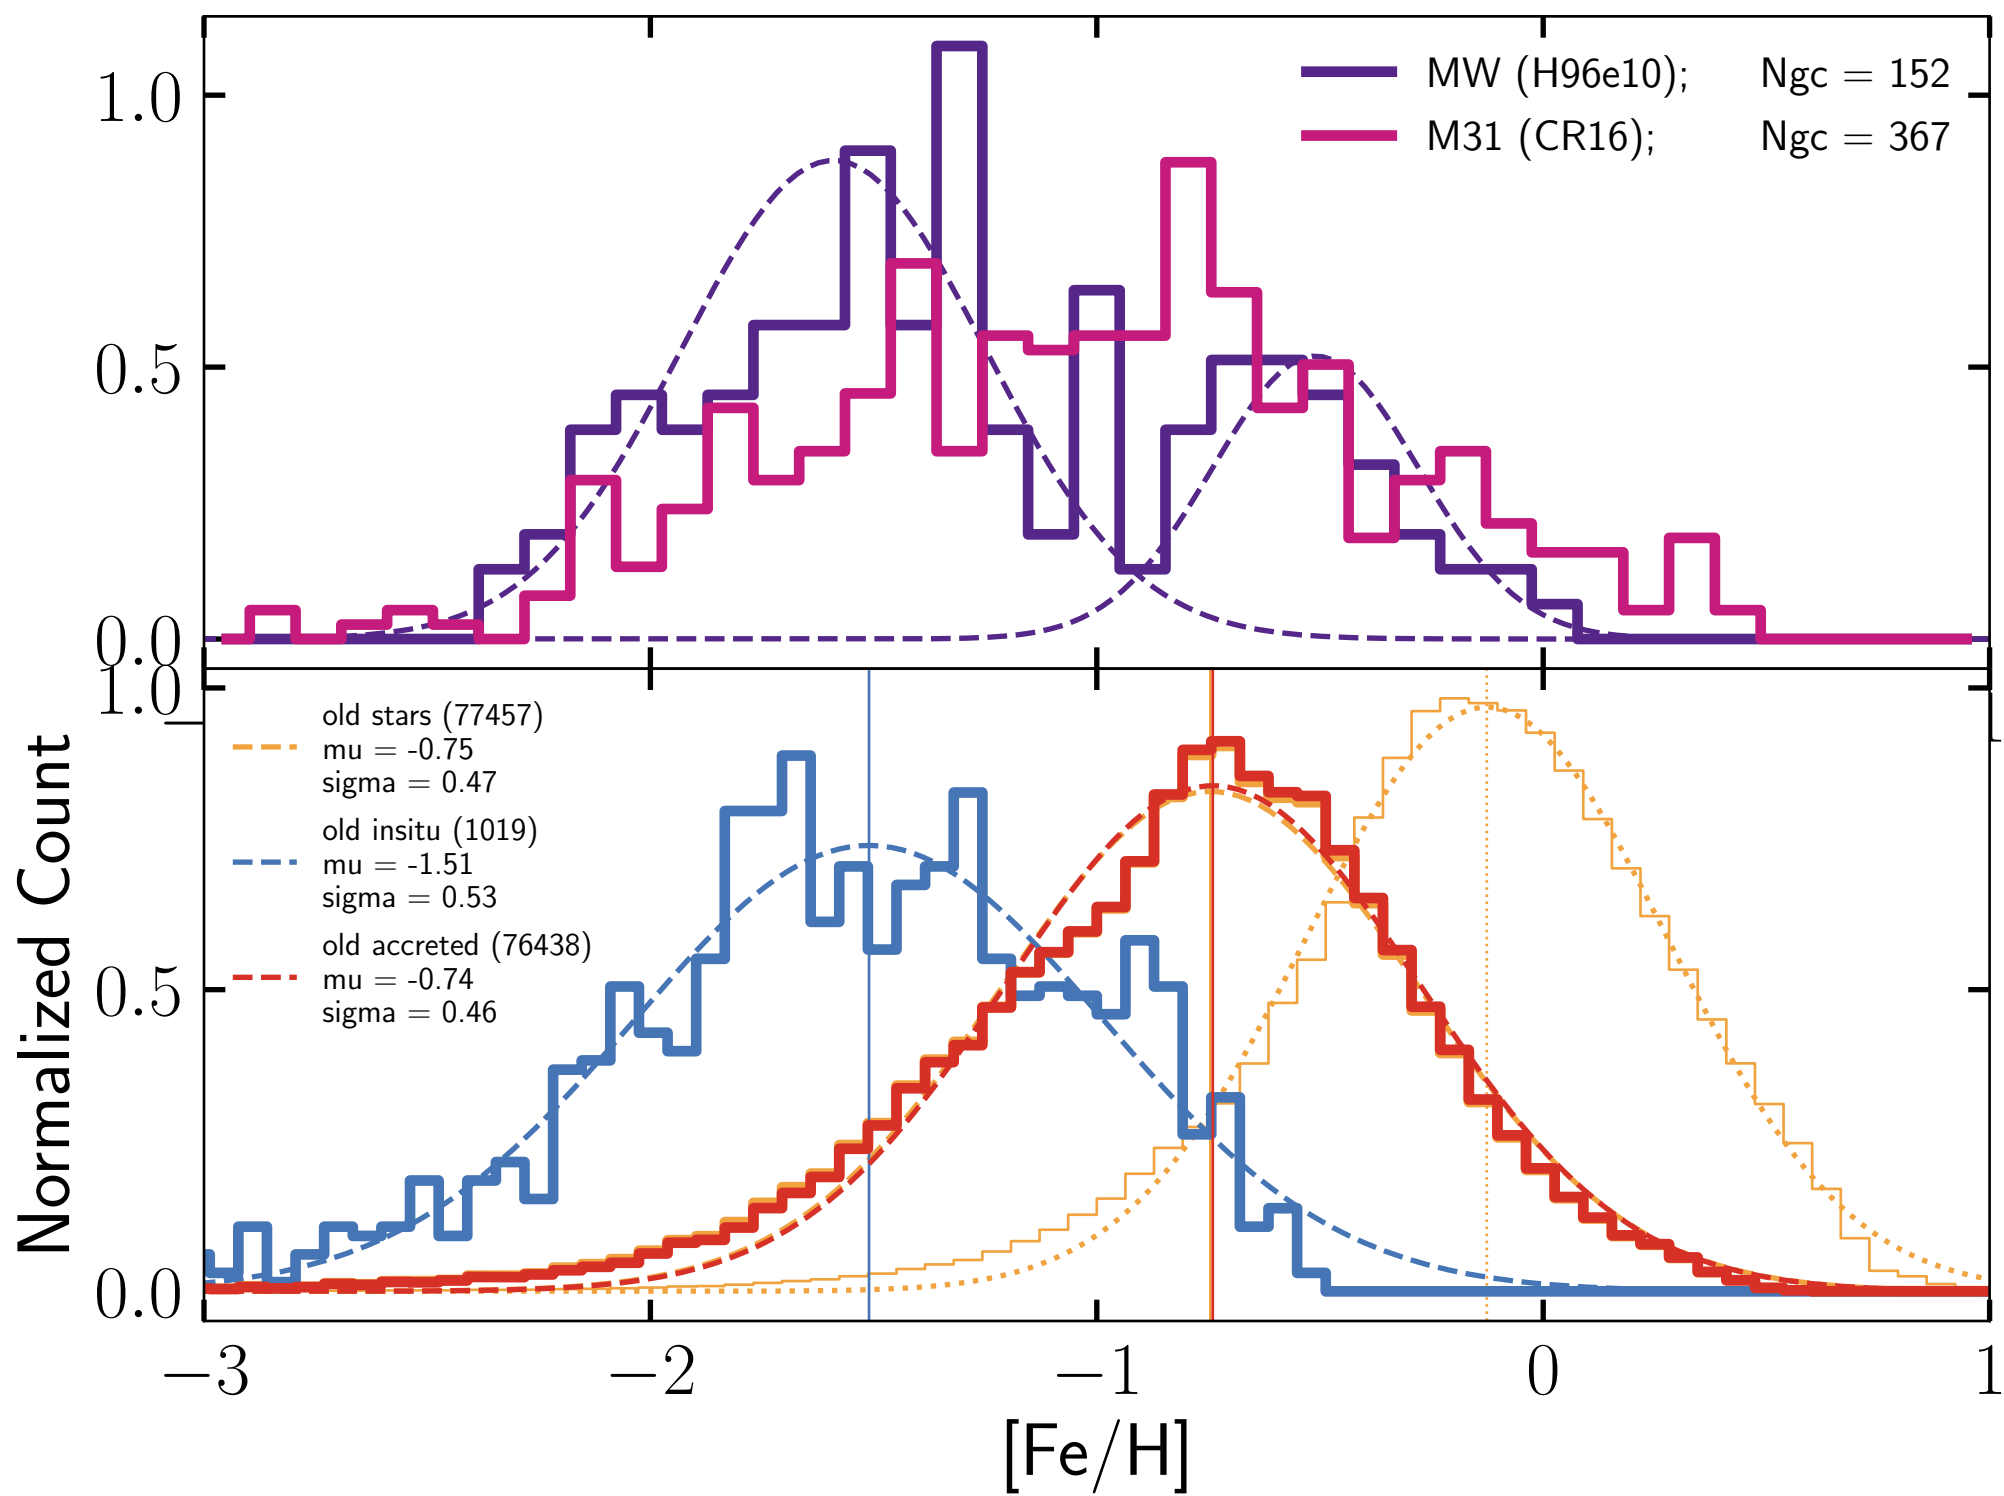 1.0
0.5
0.0
MW (H96e10); Ngc = 152
M31 (CR16); Ngc = 367
1.0
0.5
0.0
old stars (77457)
mu = -0.75
sigma = 0.47
old insitu (1019)
mu = -1.51
sigma = 0.53
old accreted (76438)
mu = -0.74
sigma = 0.46
Normalized Count
−3 −2 −1 0 1
[Fe/H]